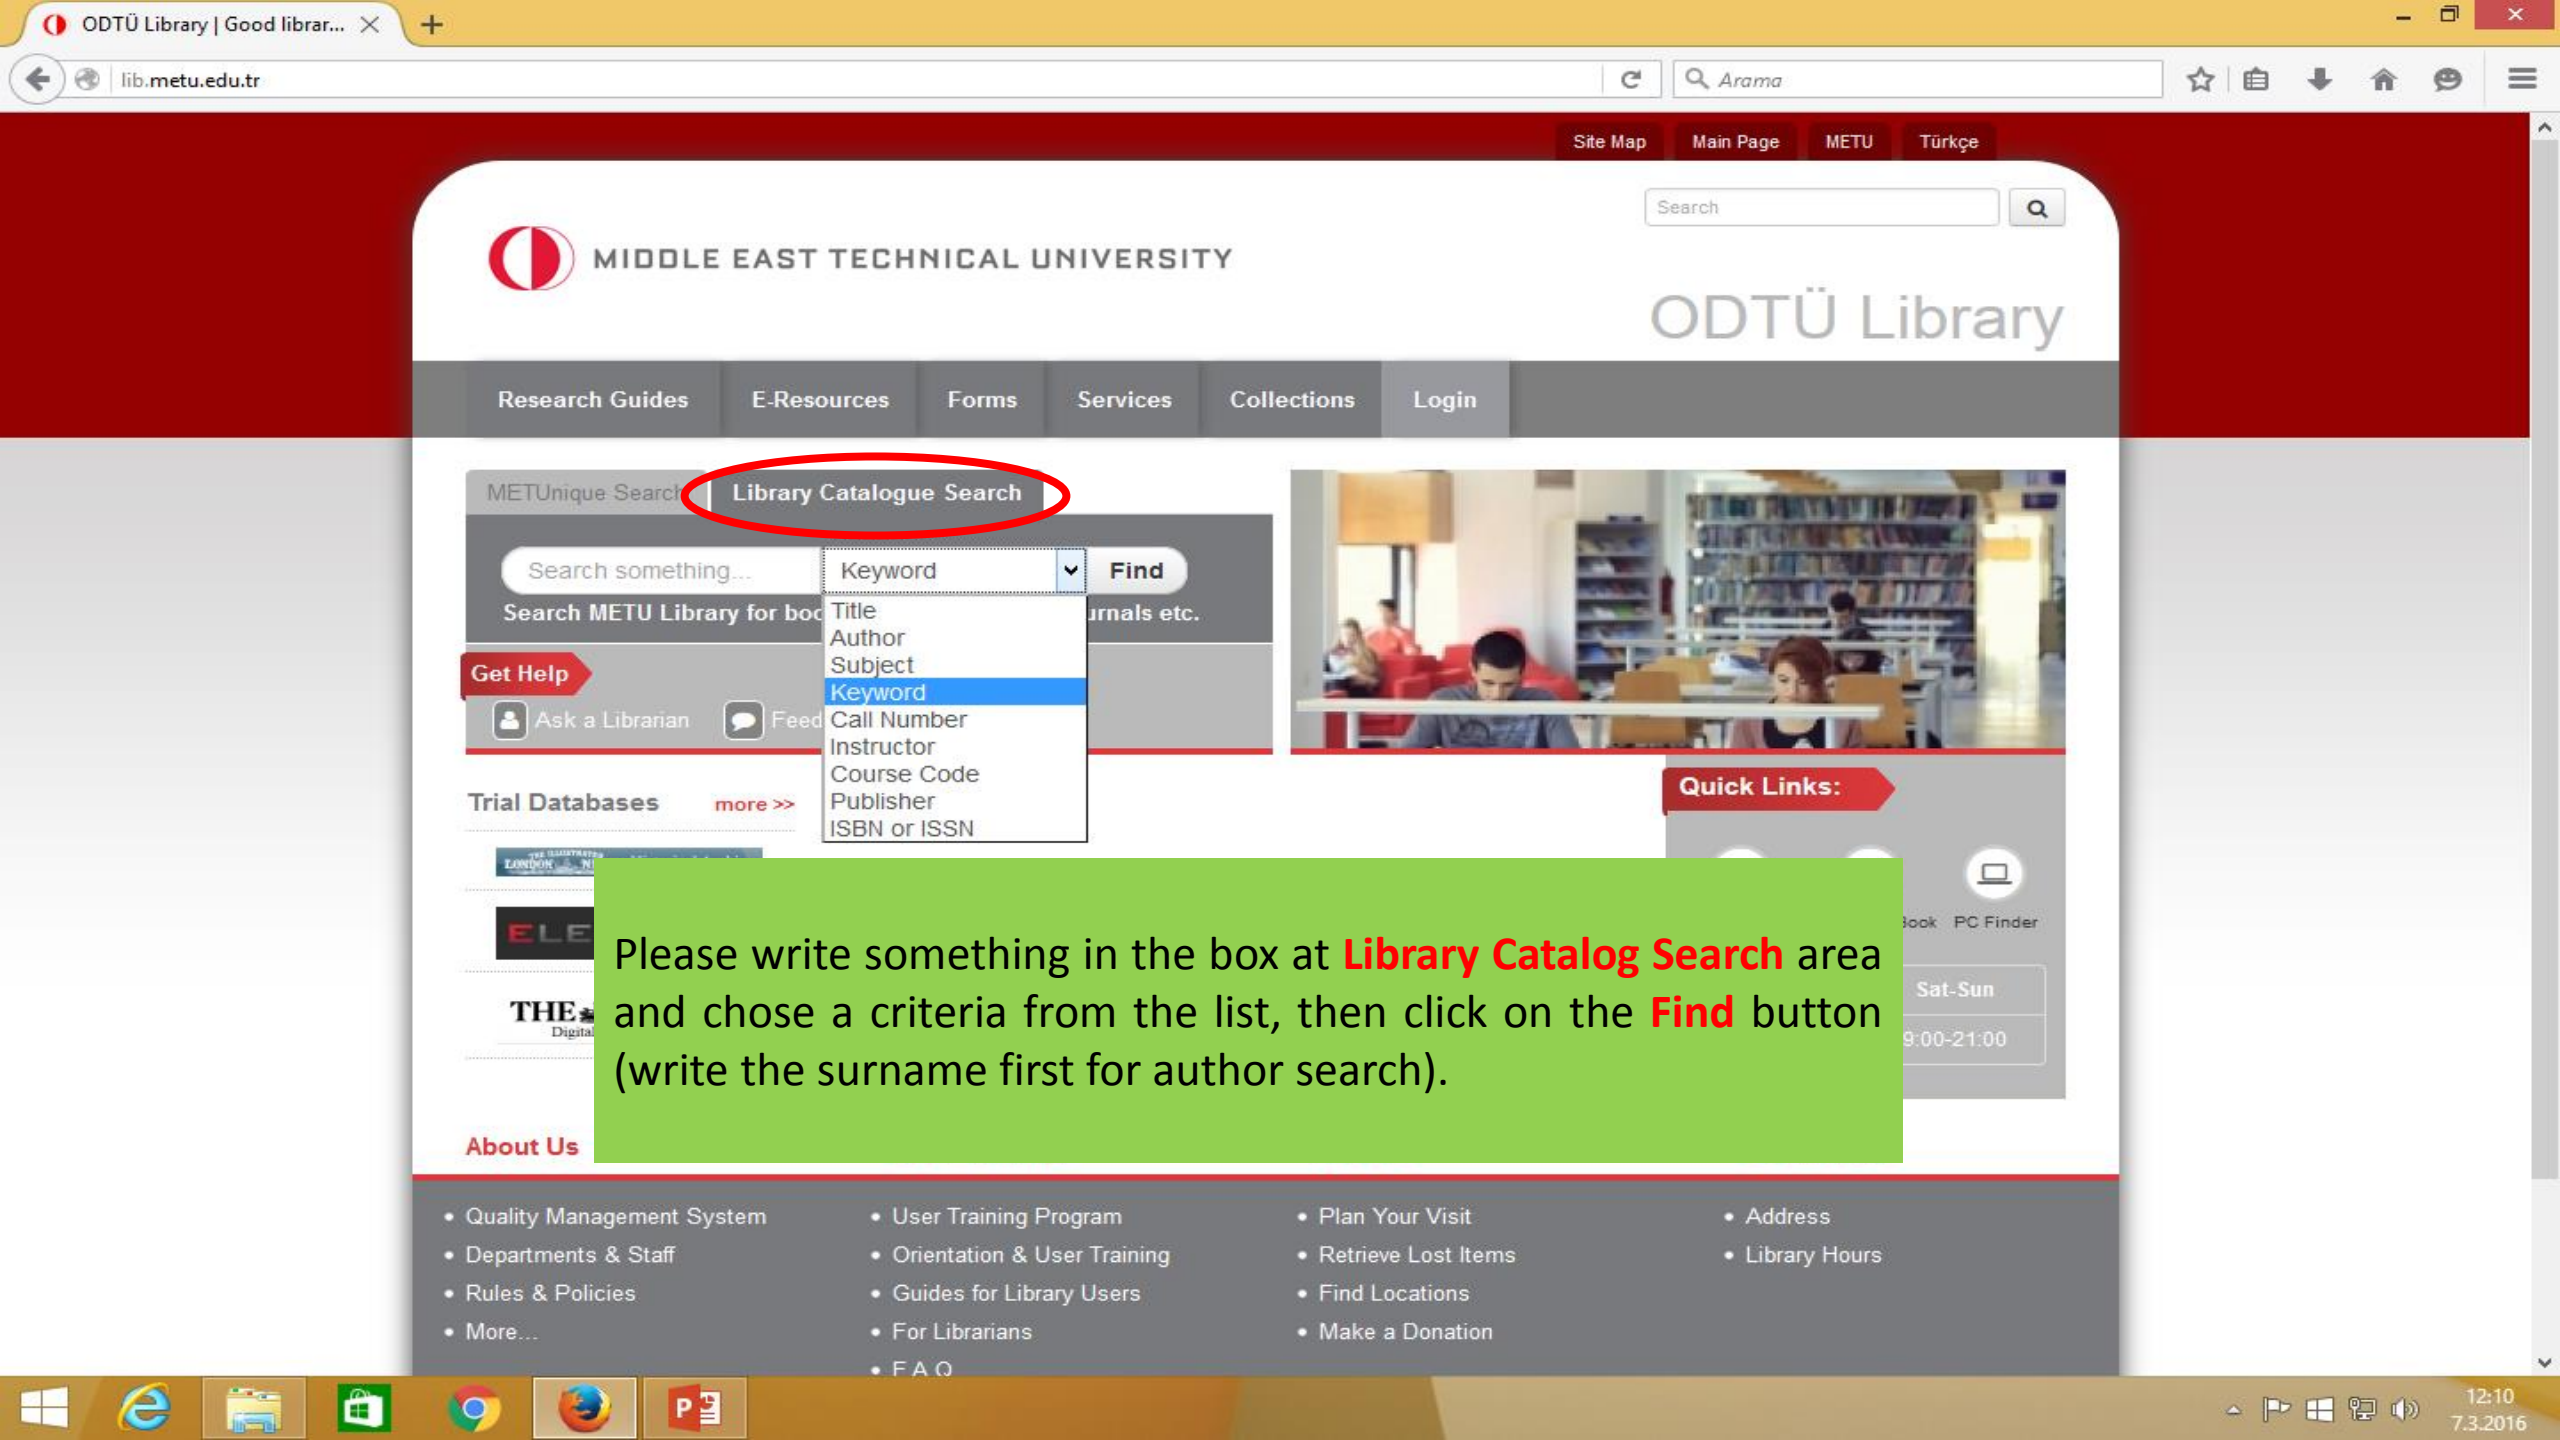 ODTÜ Library | Good librar...
lib.metu.edu.tr
Arama
Site Map Main Page METU Türkçe
Search
MIDDLE EAST TECHNICAL UNIVERSITY
ODTÜ Library
Research Guides E-Resources Forms Services Collections Login
METUnique Search Library Catalogue Search
Search something... Keyword Find
Search METU Library for
Title
Author
Subject
Keyword
Call Number
Instructor
Course Code
Publisher
ISBN or ISSN
etc.
Get Help
Ask a Librarian
Trial Databases more >>
Quick Links:
THE ILLUSTRATED
LONDON
PC Finder
THE
Sat-Sun
9:00-21:00
Please write something in the box at Library Catalog Search area
and chose a criteria from the list, then click on the Find button
(write the surname first for author search).
About Us
• Quality Management System
• Departments & Staff
• Rules & Policies
• More...
• User Training Program
• Orientation & User Training
• Guides for Library Users
• For Librarians
• F A Q
• Plan Your Visit
• Retrieve Lost Items
• Find Locations
• Make a Donation
• Address
• Library Hours
12:10
7.3.2016